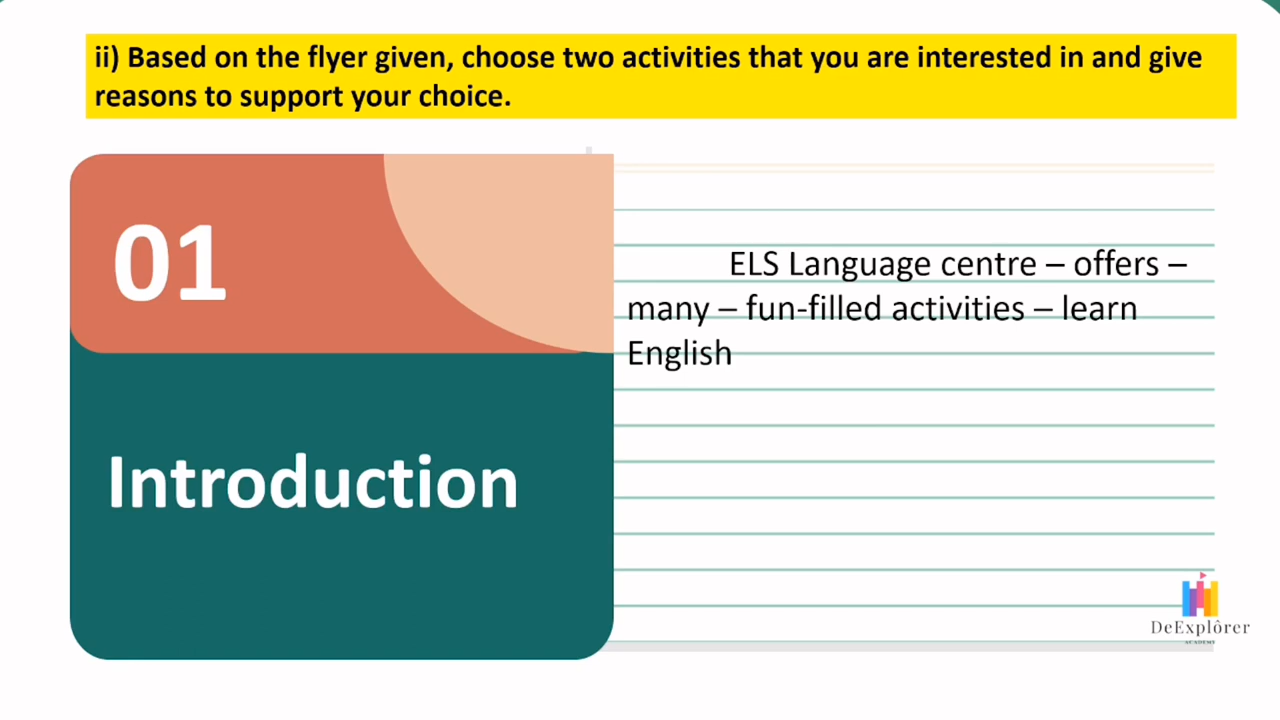 ii) Based on the flyer given, choose two activities that you are interested in and give
reasons to support your choice.
01
Introduction
ELS Language centre – offers –
many – fun-filled activities – learn
English
DeExplôrer
ACADEMY